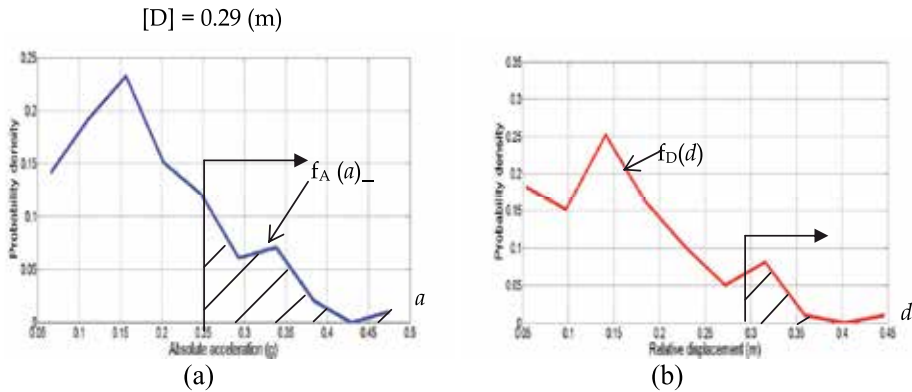 [D] = 0.29 (m)
0.25
0.2
0.15
0.1
0.05
0
Probability density
f_A (a)_
a
0.05 0.1 0.15 0.2 0.25 0.3 0.35 0.4 0.45 0.5
Absolute acceleration (g)
(a)
0.35
0.3
0.25
0.2
0.15
0.1
0.05
0
Probability density
f_D(d)
d
0.05 0.1 0.15 0.2 0.25 0.3 0.35 0.4 0.45
Relative displacement (m)
(b)